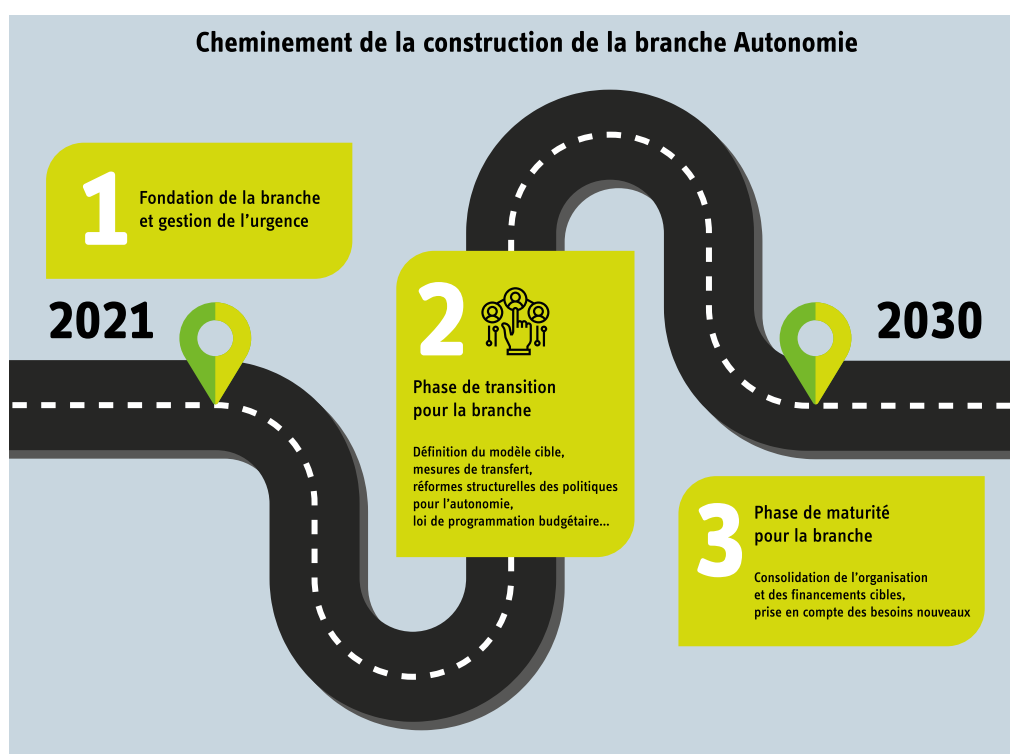 Cheminement de la construction de la branche Autonomie
1
Fondation de la branche
et gestion de l'urgence
2021
2
Phase de transition
pour la branche
Définition du modèle cible,
mesures de transfert,
réformes structurelles des politiques
pour l'autonomie,
loi de programmation budgétaire...
2030
3
Phase de maturité
pour la branche
Consolidation de l'organisation
et des financements cibles,
prise en compte des besoins nouveaux